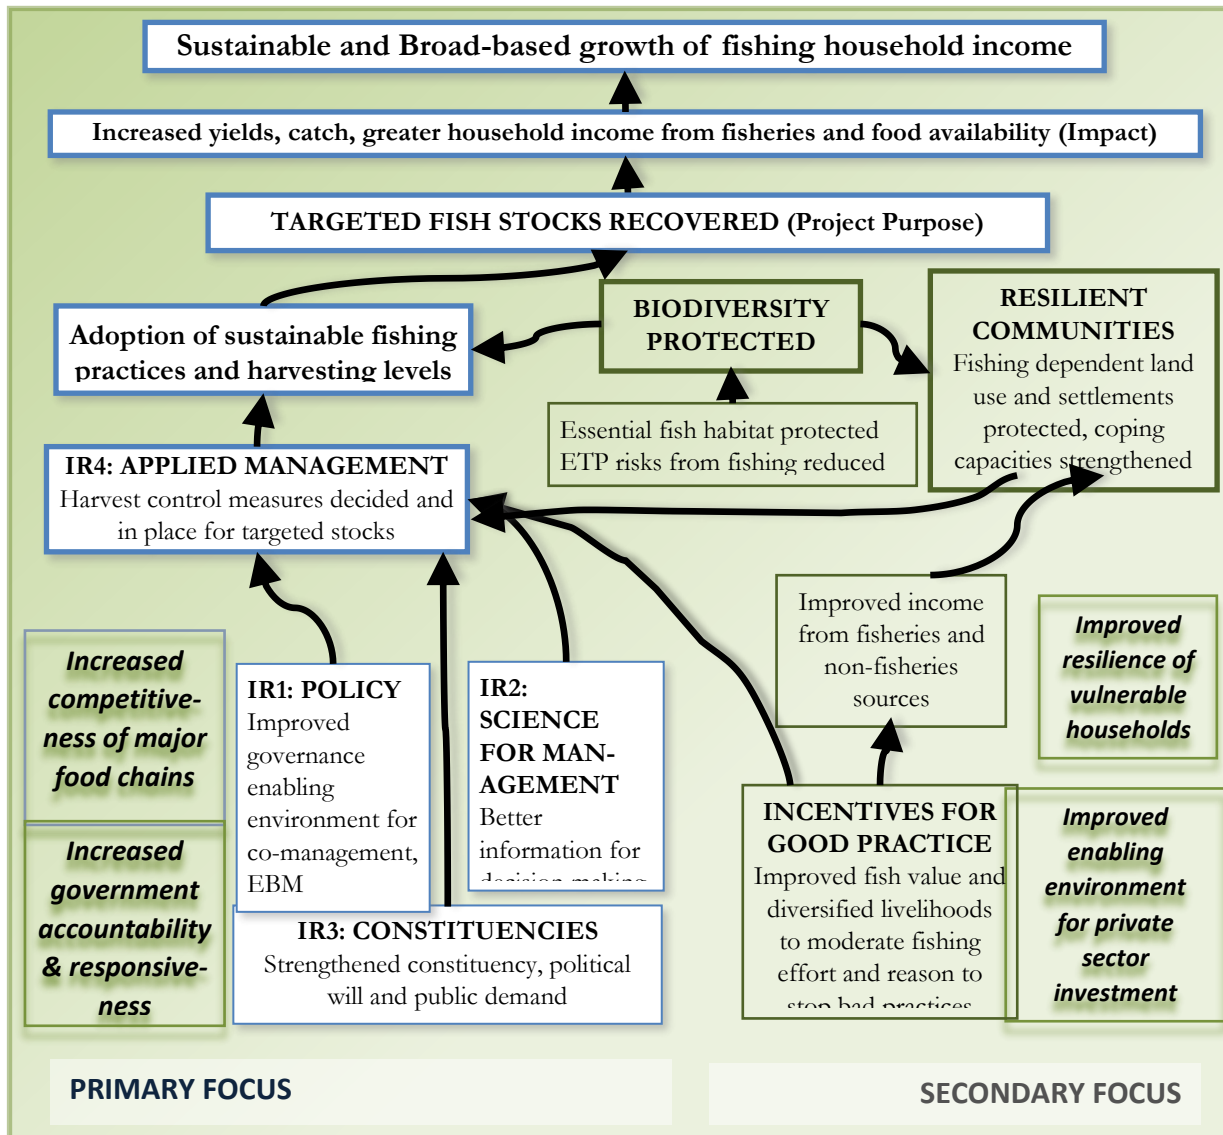 Sustainable and Broad-based growth of fishing household income
Increased yields, catch, greater household income from fisheries and food availability (Impact)
TARGETED FISH STOCKS RECOVERED (Project Purpose)
Adoption of sustainable fishing
practices and harvesting levels
BIODIVERSITY
PROTECTED
RESILIENT
COMMUNITIES
Fishing dependent land
use and settlements
protected, coping
capacities strengthened
Essential fish habitat protected
ETP risks from fishing reduced
IR4: APPLIED MANAGEMENT
Harvest control measures decided and
in place for targeted stocks
Improved income
from fisheries and
non-fisheries
sources
Improved
resilience of
vulnerable
households
Increased
competitive-
ness of major
food chains
IR1: POLICY
Improved
governance
enabling
environment for
co-management,
EBM
IR2:
SCIENCE
FOR MAN-
AGEMENT
Better
information for
decision making
INCENTIVES FOR
GOOD PRACTICE
Improved fish value and
diversified livelihoods
to moderate fishing
effort and reason to
stop bad practices
Improved
enabling
environment
for private
sector
investment
Increased
government
accountability
& responsive-
ness
IR3: CONSTITUENCIES
Strengthened constituency, political
will and public demand
PRIMARY FOCUS
SECONDARY FOCUS